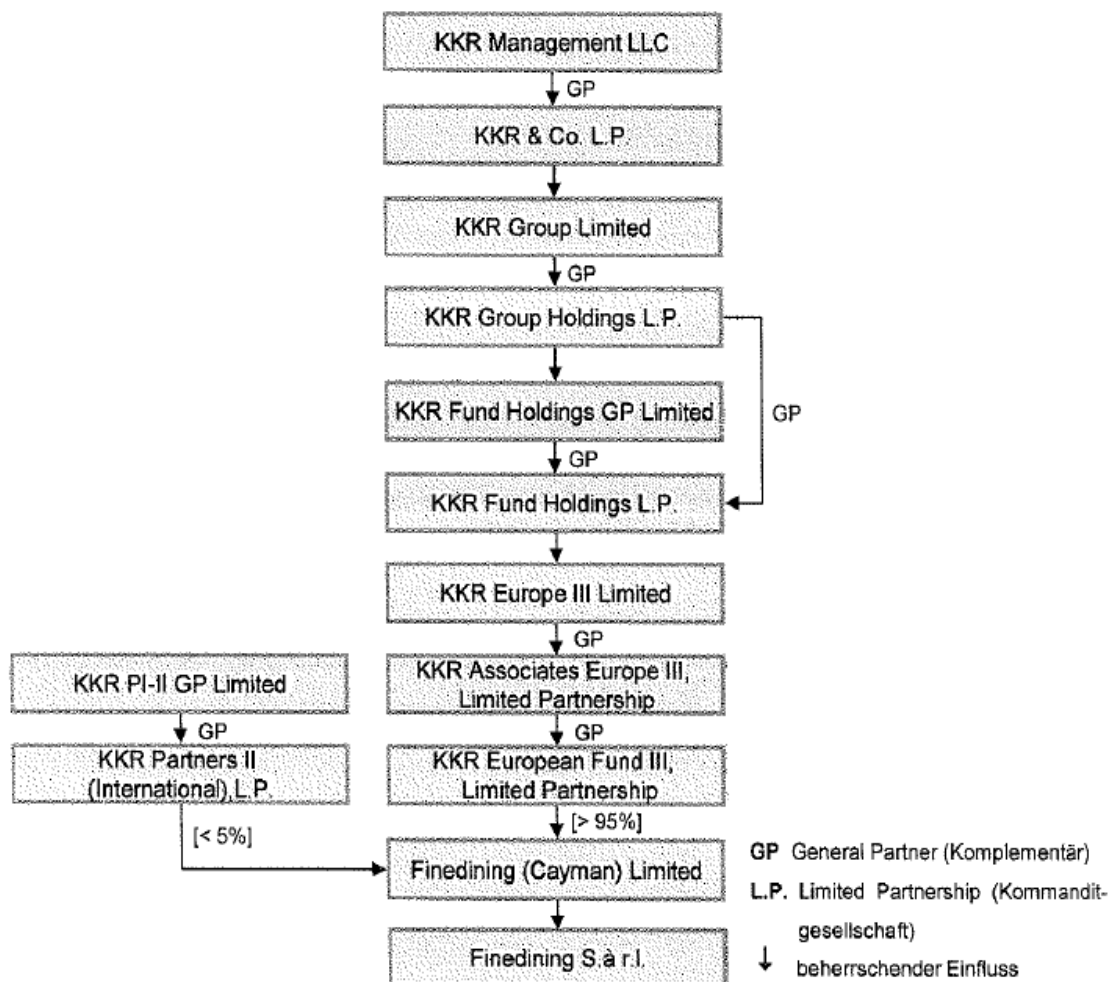 KKR Management LLC
GP
KKR & Co. L.P.
KKR Group Limited
GP
KKR Group Holdings L.P.
KKR Fund Holdings GP Limited
GP
GP
KKR Fund Holdings L.P.
KKR Europe III Limited
GP
KKR PI-II GP Limited
KKR Associates Europe III,
Limited Partnership
GP
GP
KKR Partners II
(International),L.P.
KKR European Fund III,
Limited Partnership
[< 5%]
[> 95%]
Finedining (Cayman) Limited
Finedining S.à r.l.
GP General Partner (Komplementär)
L.P. Limited Partnership (Kommandit-
gesellschaft)
↓ beherrschender Einfluss